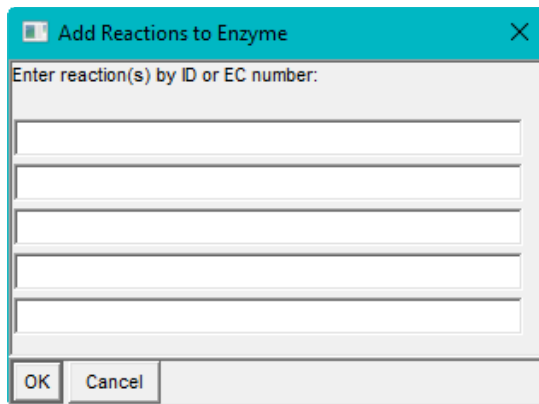 Add Reactions to Enzyme
Enter reaction(s) by ID or EC number:
OK Cancel